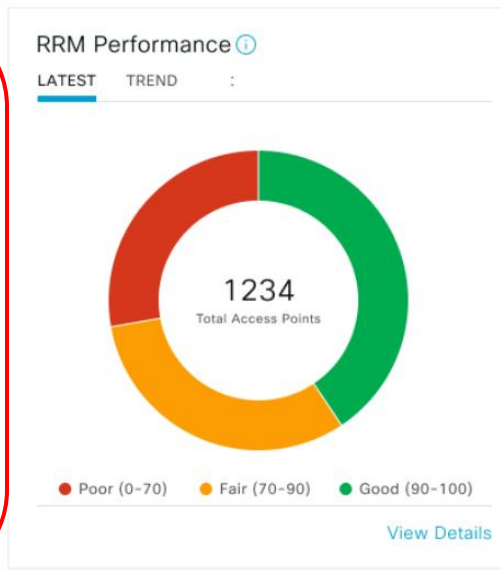 RRM Performance
LATEST TREND :
1234
Total Access Points
Poor (0-70) Fair (70-90) Good (90-100)
View Details